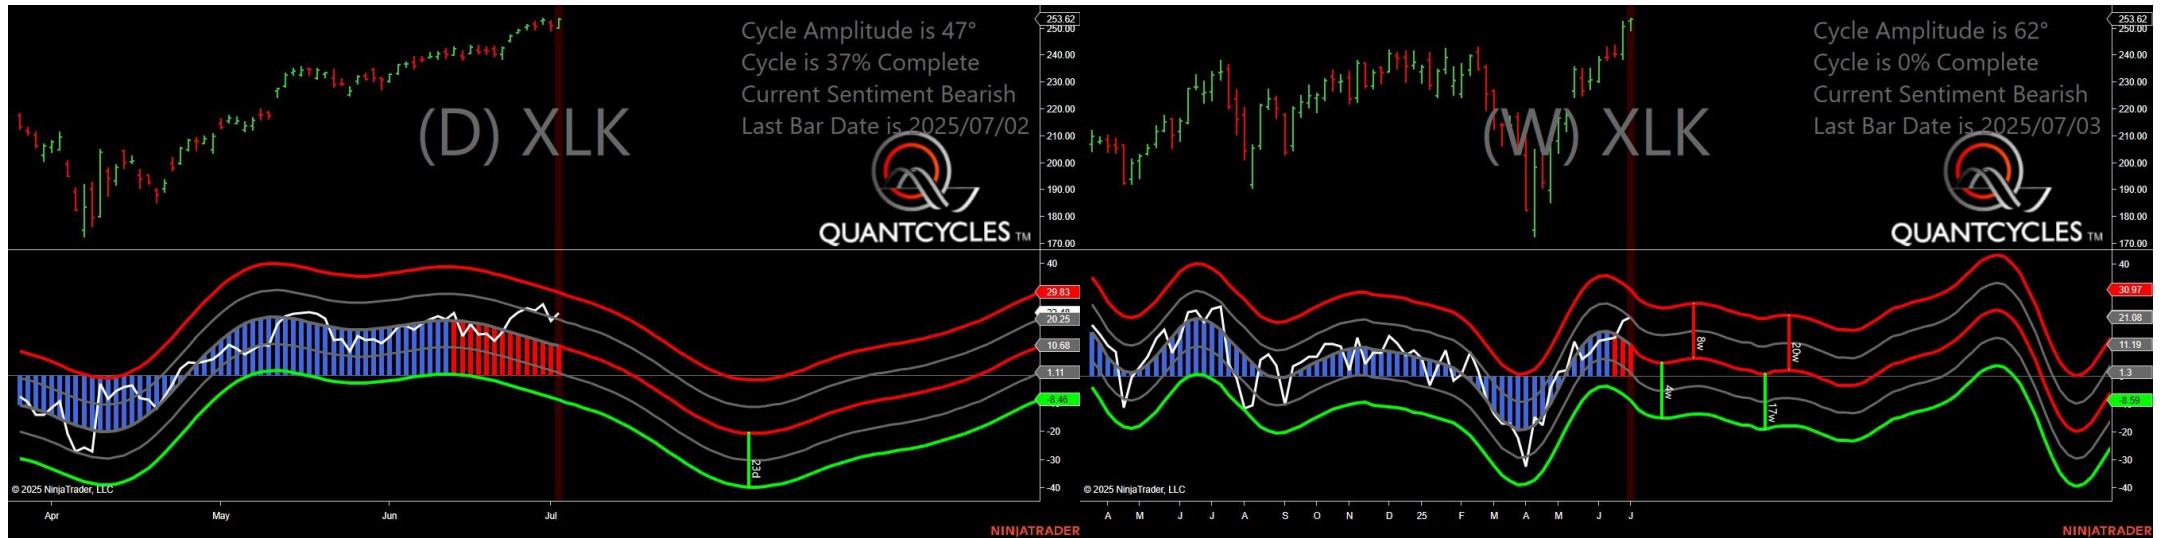 Cycle Amplitude is 47°
Cycle is 37% Complete
Current Sentiment Bearish
Last Bar Date is 2025/07/02
(D) XLK
QUANTCYCLES TM
253.62
250.00
240.00
230.00
220.00
210.00
200.00
190.00
180.00
170.00
40
29.83
20.25
10.68
1.11
-8.46
-20
-30
-40
23d
© 2025 NinjaTrader, LLC
Apr May Jun Jul
NINJATRADER
Cycle Amplitude is 62°
Cycle is 0% Complete
Current Sentiment Bearish
Last Bar Date is 2025/07/03
(W) XLK
QUANTCYCLES TM
253.62
250.00
240.00
230.00
220.00
210.00
200.00
190.00
180.00
170.00
40
30.97
21.08
11.19
1.3
-8.59
-20
-30
-40
8w
20w
4w
17w
© 2025 NinjaTrader, LLC
A M J J A S O N D 25 F M A M J J
NINJATRADER